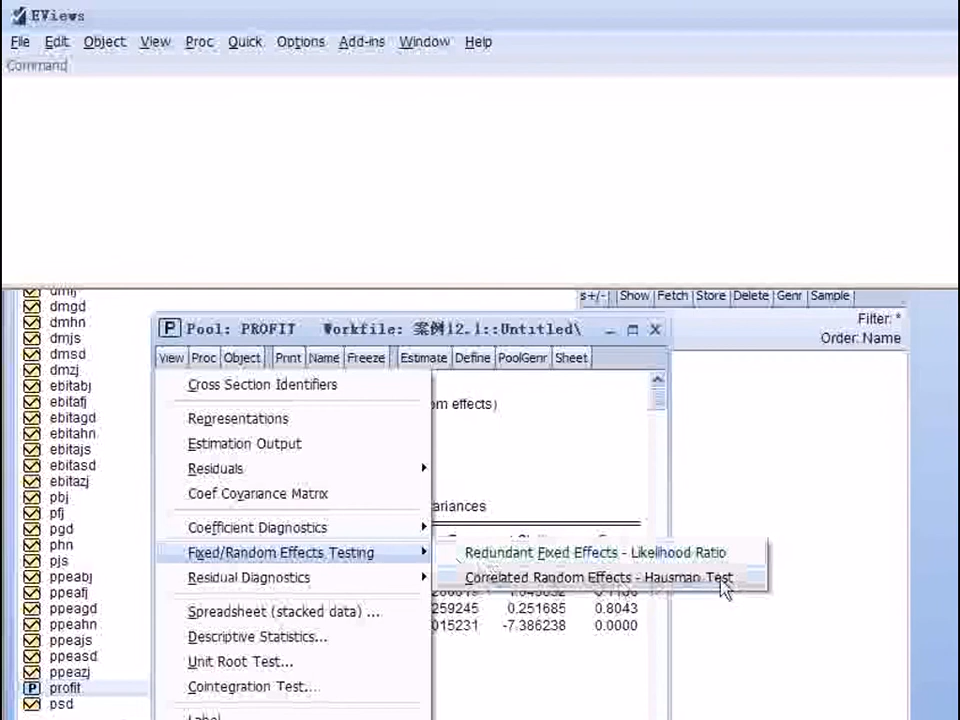 EViews
File Edit Object View Proc Quick Options Add-ins Window Help
Command
s+/- Show Fetch Store Delete Genr Sample
Filter: *
Order: Name
dmfj
dmgd
dmhn
dmjs
dmsd
dmzj
ebitabj
ebitafj
ebitagd
ebitahn
ebitajs
ebitasd
ebitazj
pbj
pfj
pgd
phn
pjs
ppeabj
ppeafj
ppeagd
ppeahn
ppeajs
ppeasd
ppeazj
profit
psd
Pool: PROFIT Workfile: 案例12.1::Untitled\
View Proc Object Print Name Freeze Estimate Define PoolGenr Sheet
Cross Section Identifiers
om effects)
Representations
Estimation Output
Residuals
Coef Covariance Matrix
ariances
Coefficient Diagnostics
Fixed/Random Effects Testing
Redundant Fixed Effects - Likelihood Ratio
Residual Diagnostics
Correlated Random Effects - Hausman Test
259245 0.251685 0.8043
015231 -7.386238 0.0000
Spreadsheet (stacked data) ...
Descriptive Statistics...
Unit Root Test...
Cointegration Test...
Label